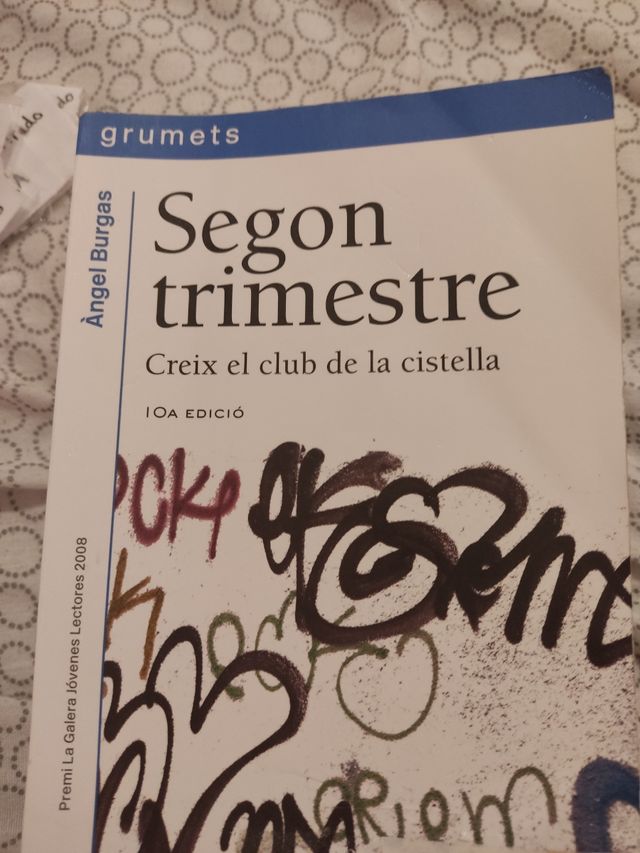 grumets
Àngel Burgas
Segon
trimestre
Creix el club de la cistella
10A EDICIÓ
Premi La Galera Jóvenes Lectores 2008